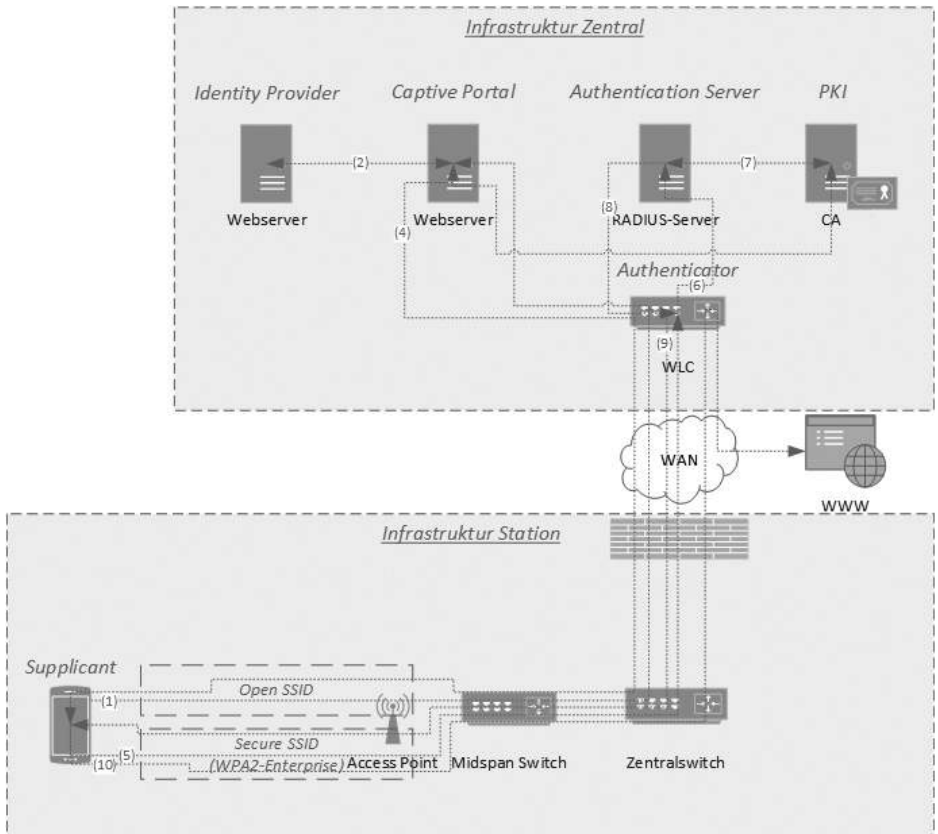 Infrastruktur Zentral
Identity Provider
Captive Portal
Authentication Server
PKI
(2)
(7)
(8)
(4)
Webserver
Webserver
RADIUS-Server
CA
Authenticator
(6)
(9)
WLC
WAN
WWW
Infrastruktur Station
Supplicant
(1)
Open SSID
Secure SSID
(5)
(10)
(WPA2-Enterprise)
Access Point
Midspan Switch
Zentralswitch